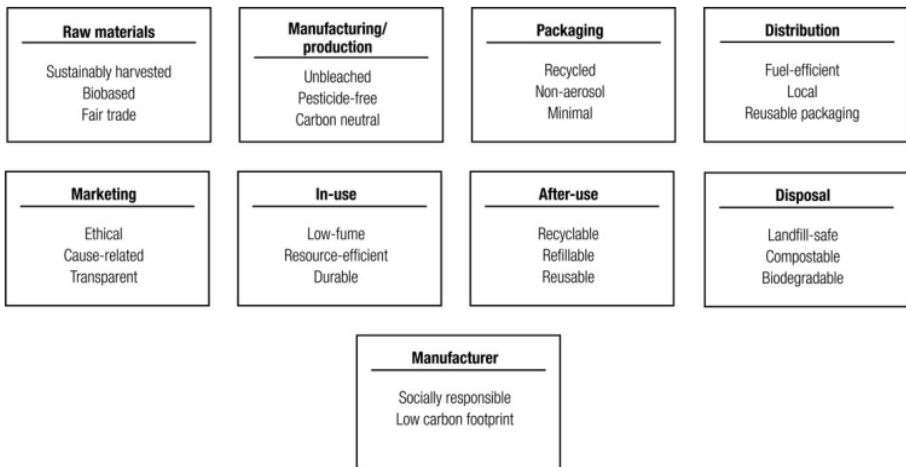 Raw materials
Sustainably harvested
Biobased
Fair trade
Manufacturing/
production
Unbleached
Pesticide-free
Carbon neutral
Packaging
Recycled
Non-aerosol
Minimal
Distribution
Fuel-efficient
Local
Reusable packaging
Marketing
Ethical
Cause-related
Transparent
In-use
Low-fume
Resource-efficient
Durable
After-use
Recyclable
Refillable
Reusable
Disposal
Landfill-safe
Compostable
Biodegradable
Manufacturer
Socially responsible
Low carbon footprint